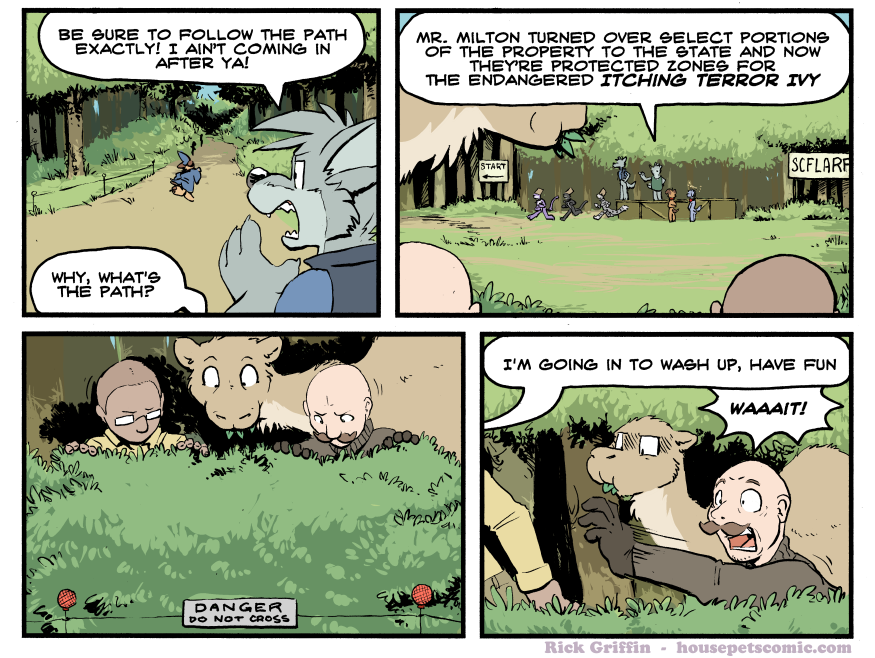 BE SURE TO FOLLOW THE PATH
EXACTLY! I AIN'T COMING IN
AFTER YA!
WHY, WHAT'S
THE PATH?
MR. MILTON TURNED OVER SELECT PORTIONS
OF THE PROPERTY TO THE STATE AND NOW
THEY'RE PROTECTED ZONES FOR
THE ENDANGERED ITCHING TERROR IVY
START
SCFLARF
DANGER
DO NOT CROSS
I'M GOING IN TO WASH UP, HAVE FUN
WAAAIT!
Rick Griffin - housepetscomic.com